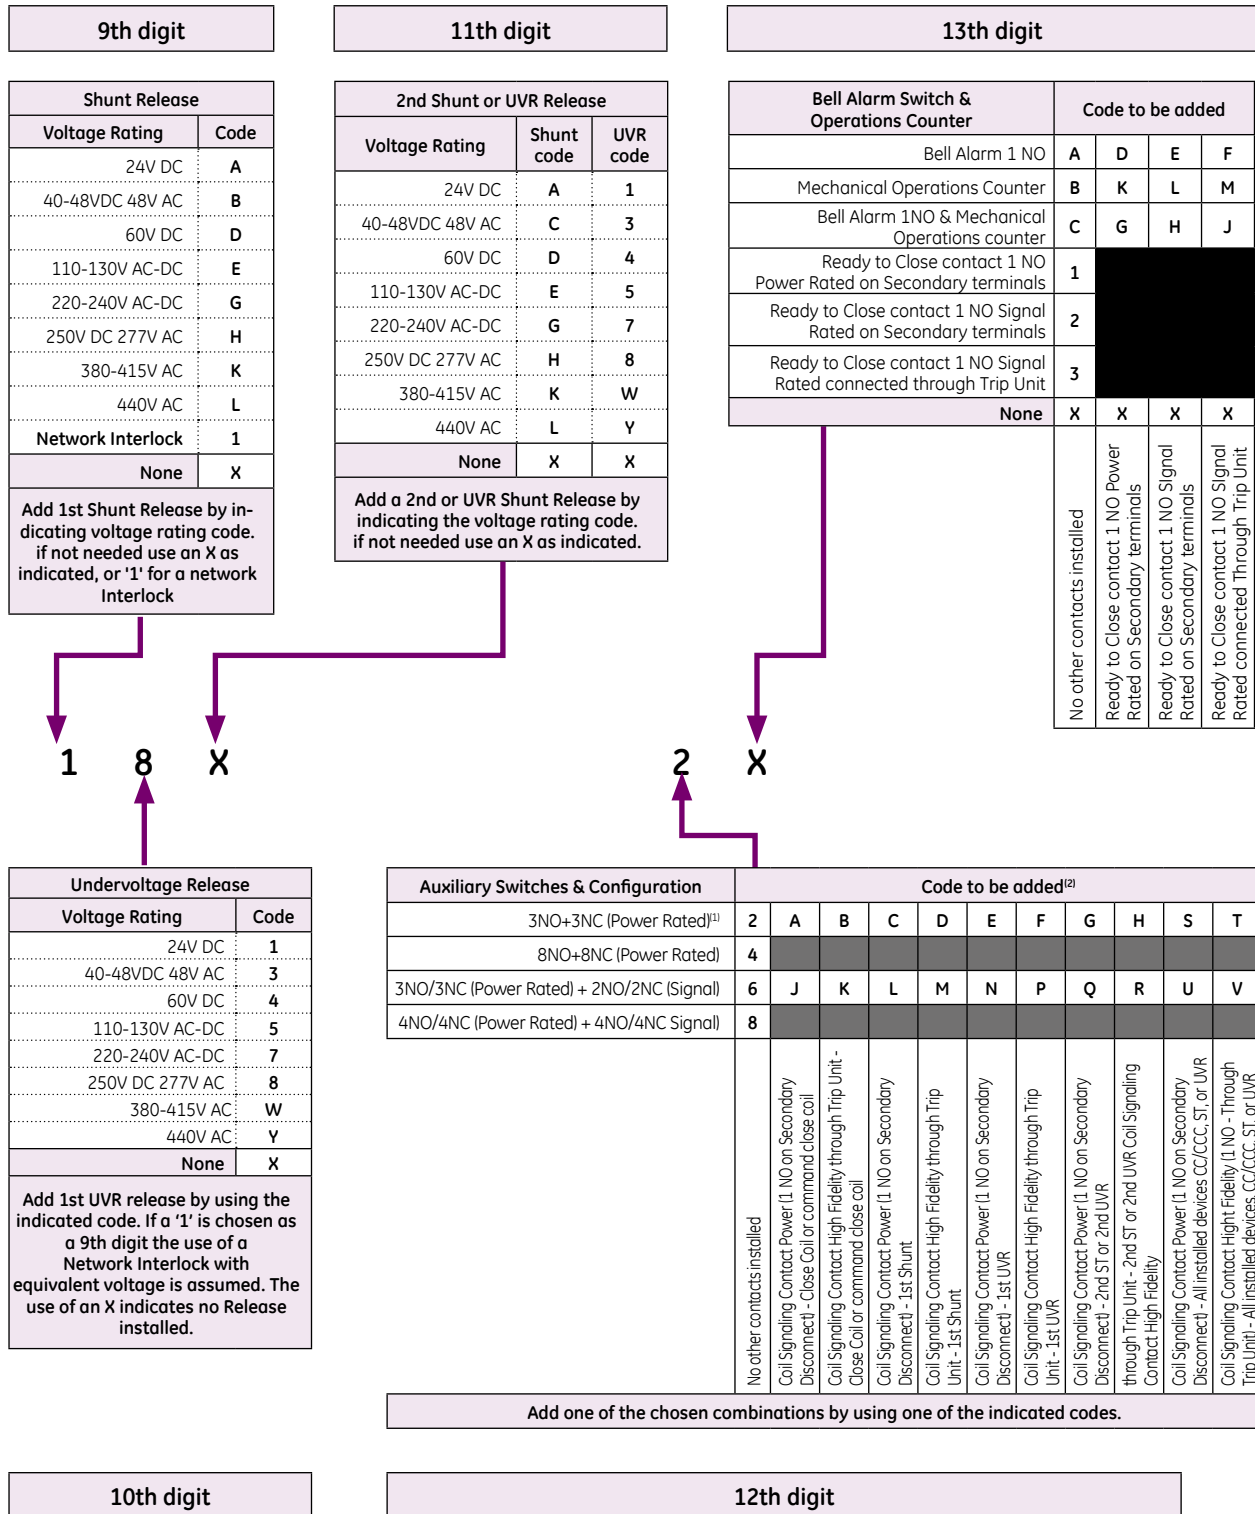 9th digit
11th digit
13th digit
Shunt Release
Voltage Rating Code
24V DC A
40-48VDC 48V AC B
60V DC D
110-130V AC-DC E
220-240V AC-DC G
250V DC 277V AC H
380-415V AC K
440V AC L
Network Interlock 1
None X
Add 1st Shunt Release by in-
dicating voltage rating code.
if not needed use an X as
indicated, or '1' for a network
Interlock
2nd Shunt or UVR Release
Voltage Rating Shunt code UVR code
24V DC A 1
40-48VDC 48V AC C 3
60V DC D 4
110-130V AC-DC E 5
220-240V AC-DC G 7
250V DC 277V AC H 8
380-415V AC K W
440V AC L Y
None X X
Add a 2nd or UVR Shunt Release by
indicating the voltage rating code.
if not needed use an X as indicated.
Bell Alarm Switch &
Operations Counter
Code to be added
Bell Alarm 1 NO A D E F
Mechanical Operations Counter B K L M
Bell Alarm 1NO & Mechanical
Operations counter C G H J
Ready to Close contact 1 NO
Power Rated on Secondary terminals 1
Ready to Close contact 1 NO Signal
Rated on Secondary terminals 2
Ready to Close contact 1 NO Signal
Rated connected through Trip Unit 3
None X X X X
No other contacts installed
Ready to Close contact 1 NO Power
Rated on Secondary terminals
Ready to Close contact 1 NO SIgnal
Rated on Secondary terminals
Ready to Close contact 1 NO SIgnal
Rated connected Through Trip Unit
1 8 X 2 X
Undervoltage Release
Voltage Rating Code
24V DC 1
40-48VDC 48V AC 3
60V DC 4
110-130V AC-DC 5
220-240V AC-DC 7
250V DC 277V AC 8
380-415V AC W
440V AC Y
None X
Add 1st UVR release by using the
indicated code. If a ‘1’ is chosen as
a 9th digit the use of a
Network Interlock with
equivalent voltage is assumed. The
use of an X indicates no Release
installed.
Auxiliary Switches & Configuration Code to be added(2)
3NO+3NC (Power Rated)(1) 2 A B C D E F G H S T
8NO+8NC (Power Rated) 4
3NO/3NC (Power Rated) + 2NO/2NC (Signal) 6 J K L M N P Q R U V
4NO/4NC (Power Rated) + 4NO/4NC Signal) 8
No other contacts installed
Coil Signaling Contact Power (1 NO on Secondary
Disconnect) - Close Coil or command close coil
Coil Signaling Contact High Fidelity through Trip Unit -
Close Coil or command close coil
Coil Signaling Contact Power (1 NO on Secondary
Disconnect) - 1st Shunt
Coil Signaling Contact High Fidelity through Trip
Unit - 1st Shunt
Coil Signaling Contact Power (1 NO on Secondary
Disconnect) - 1st UVR
Coil Signaling Contact High Fidelity through Trip
Unit - 1st UVR
Coil Signaling Contact Power (1 NO on Secondary
Disconnect) - 2nd ST or 2nd UVR
through Trip Unit - 2nd ST or 2nd UVR Coil Signaling
Contact High Fidelity
Coil Signaling Contact Power (1 NO on Secondary
Disconnect) - All installed devices CC/CCC, ST, or UVR
Coil Signaling Contact Hight Fidelity (1 NO - Through
Trip Unit) - All installed devices, CC/CCC, ST, or UVR
Add one of the chosen combinations by using one of the indicated codes.
10th digit
12th digit